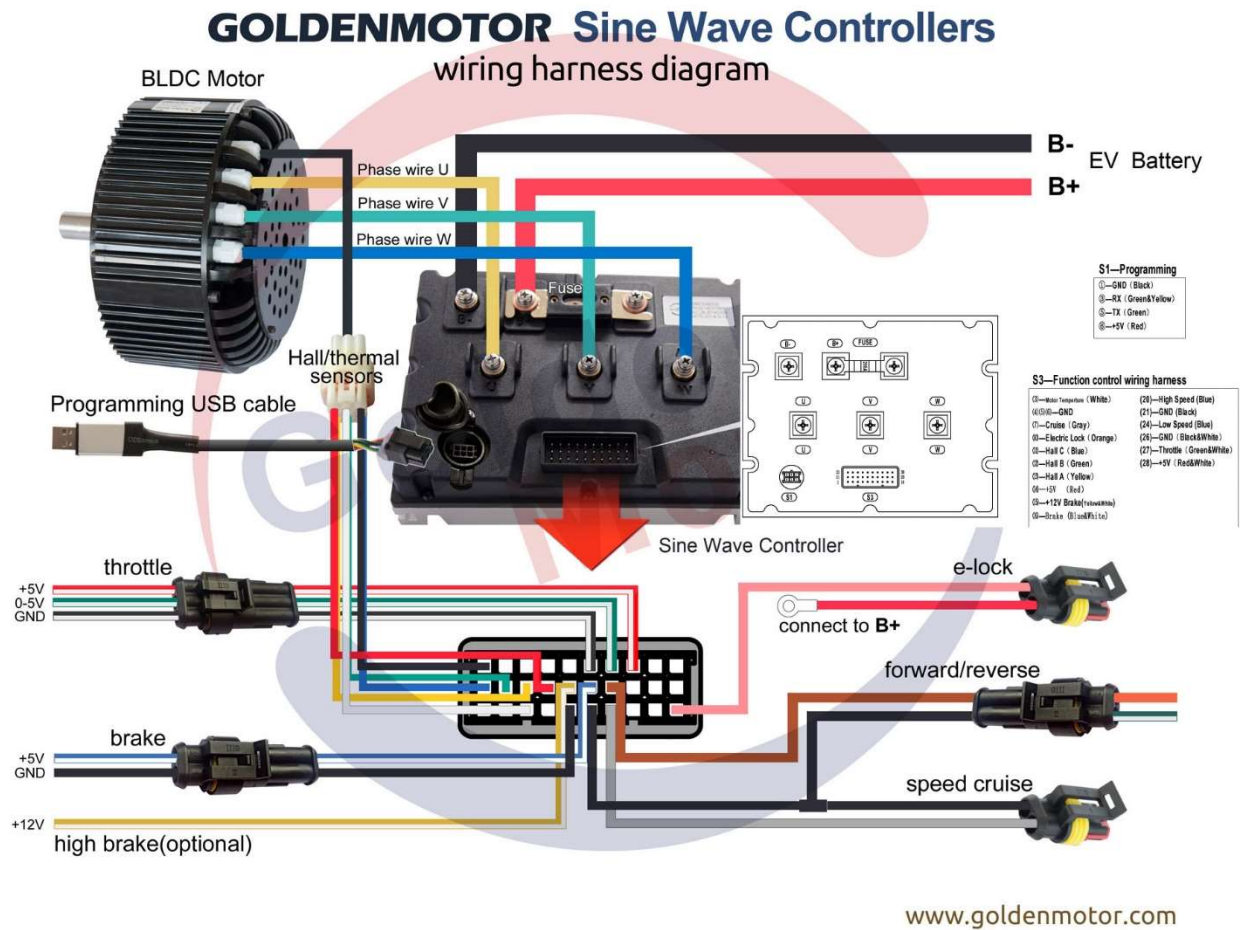 GOLDENMOTOR Sine Wave Controllers
wiring harness diagram
BLDC Motor
B-
EV Battery
B+
Phase wire U
Phase wire V
Phase wire W
Fuse
Hall/thermal
sensors
Programming USB cable
B-
B+
FUSE
U
V
W
U
V
W
S1
S3
S1—Programming
①—GND (Black)
③—RX (Green&Yellow)
⑤—TX (Green)
⑥—+5V (Red)
S3—Function control wiring harness
—Motor Temperture (White)
(4)(5)(6)—GND
(7)—Cruise (Gray)
—Electric Lock (Orange)
—Hall C (Blue)
—Hall B (Green)
—Hall A (Yellow)
—+5V (Red)
—+12V Brake(Yellow&White)
—Brake (Blue&White)
(20)—High Speed (Blue)
(21)—GND (Black)
(24)—Low Speed (Blue)
(26)—GND (Black&White)
(27)—Throttle (Green&White)
(28)—+5V (Red&White)
Sine Wave Controller
throttle
+5V
0-5V
GND
e-lock
connect to B+
forward/reverse
brake
+5V
GND
speed cruise
+12V
high brake(optional)
www.goldenmotor.com